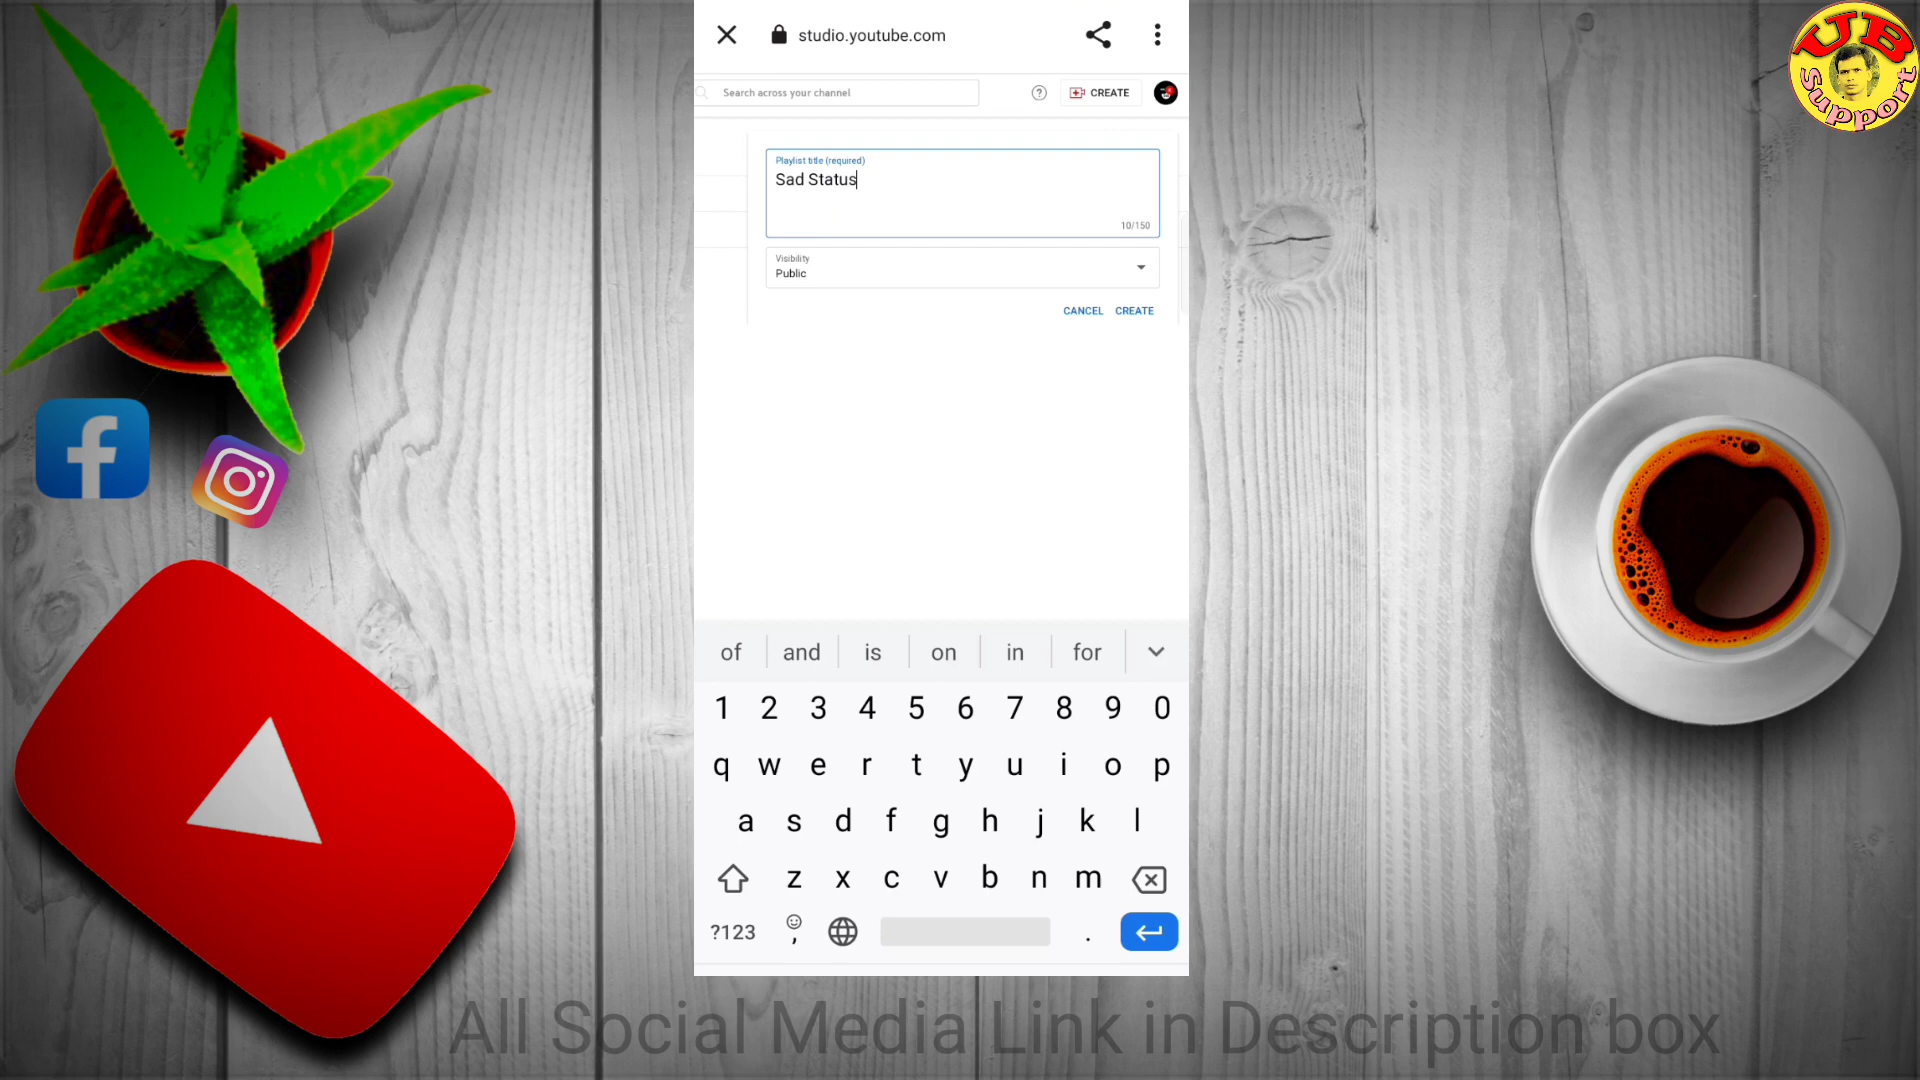 studio.youtube.com
UB
Support
Search across your channel
CREATE
Playlist title (required)
Sad Status
10/150
Visibility
Public
CANCEL CREATE
of and is on in for
1 2 3 4 5 6 7 8 9 0
q w e r t y u i o p
a s d f g h j k l
z x c v b n m
?123 , .
All Social Media Link in Description box